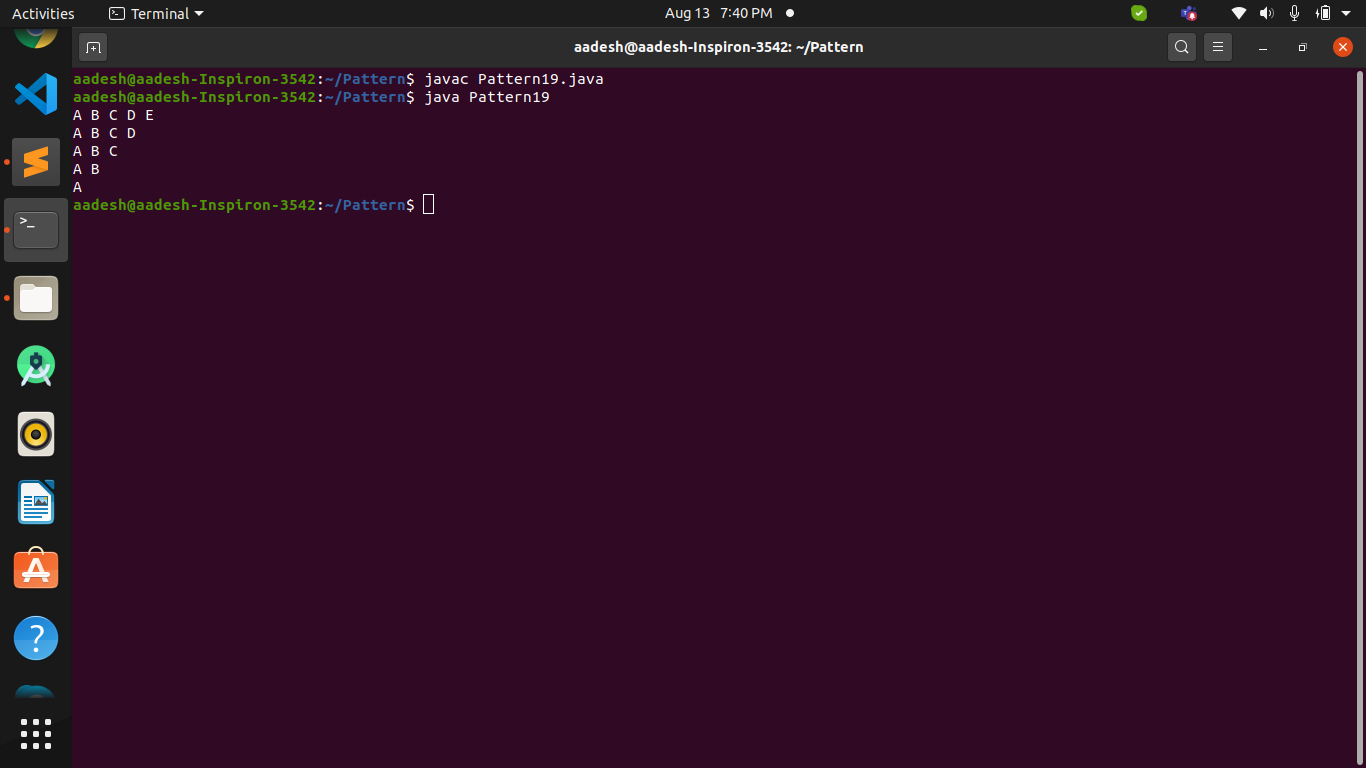 Activities
Terminal
Aug 13 7:40 PM
aadesh@aadesh-Inspiron-3542: ~/Pattern
aadesh@aadesh-Inspiron-3542:~/Pattern$ javac Pattern19.java
aadesh@aadesh-Inspiron-3542:~/Pattern$ java Pattern19
A B C D E
A B C D
A B C
A B
A
aadesh@aadesh-Inspiron-3542:~/Pattern$